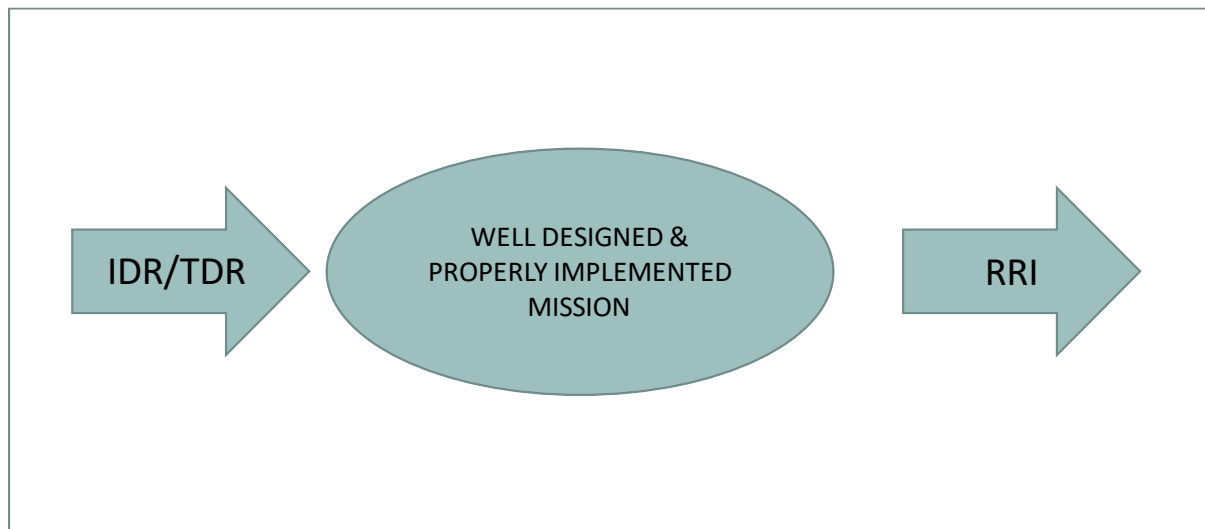 IDR/TDR
WELL DESIGNED &
PROPERLY IMPLEMENTED
MISSION
RRI